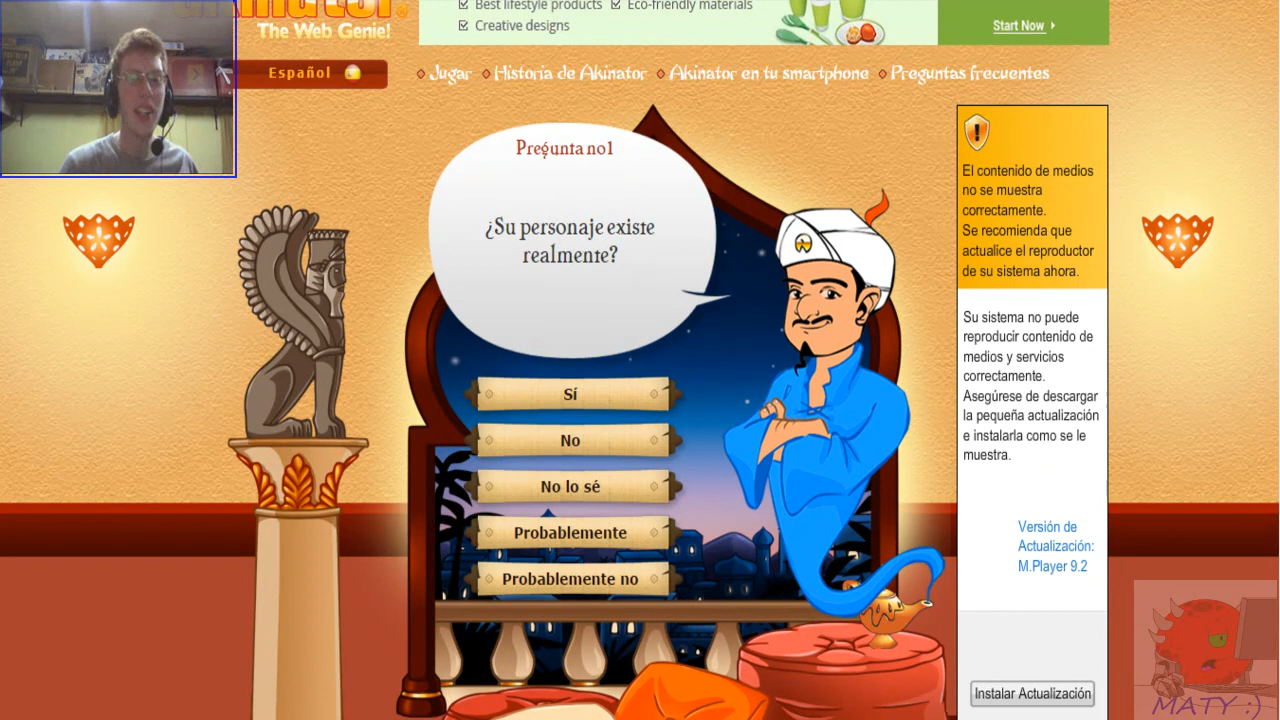 Best lifestyle products Eco-friendly materials
Creative designs
Start Now
The Web Genie!
Español
Jugar
Historia de Akinator
Akinator en tu smartphone
Preguntas frecuentes
Pregunta no1
¿Su personaje existe
realmente?
Sí
No
No lo sé
Probablemente
Probablemente no
El contenido de medios
no se muestra
correctamente.
Se recomienda que
actualice el reproductor
de su sistema ahora.
Su sistema no puede
reproducir contenido de
medios y servicios
correctamente.
Asegúrese de descargar
la pequeña actualización
e instalarla como se le
muestra.
Versión de
Actualización:
M.Player 9.2
Instalar Actualización
MATY :)